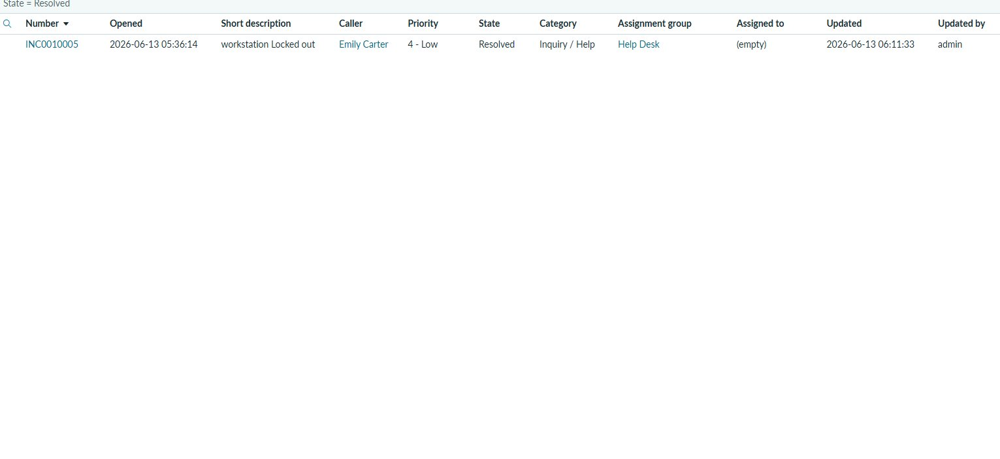 State = Resolved
Number Opened Short description Caller Priority State Category Assignment group Assigned to Updated Updated by
INC0010005 2026-06-13 05:36:14 workstation Locked out Emily Carter 4 - Low Resolved Inquiry / Help Help Desk (empty) 2026-06-13 06:11:33 admin